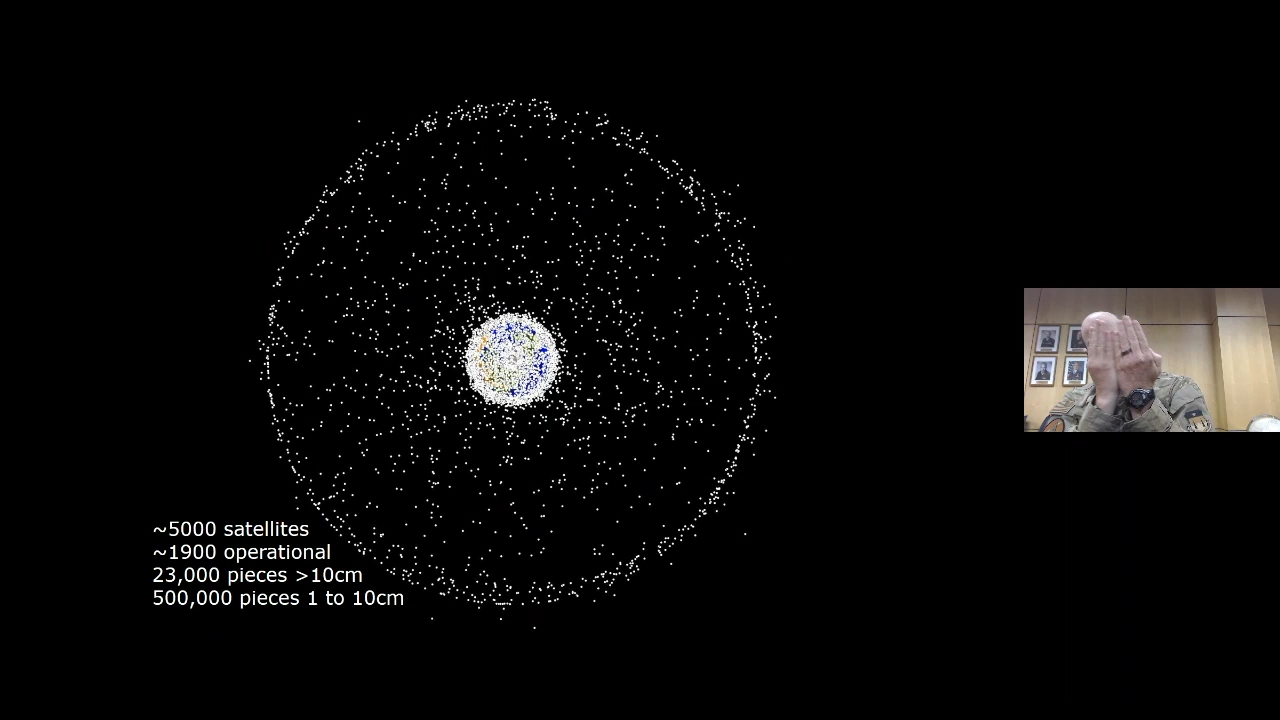 ~5000 satellites
~1900 operational
23,000 pieces >10cm
500,000 pieces 1 to 10cm